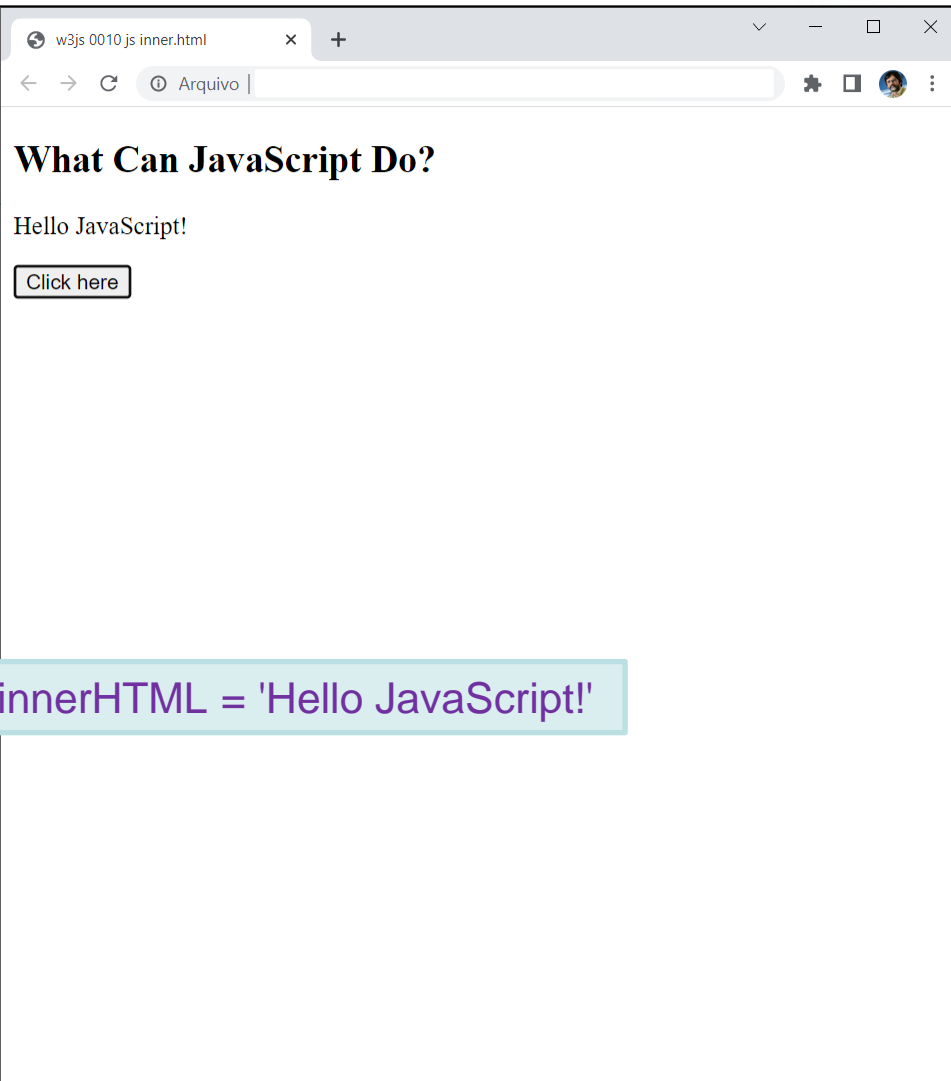 w3js 0010 js inner.html
Arquivo
What Can JavaScript Do?
Hello JavaScript!
Click here
innerHTML = 'Hello JavaScript!'